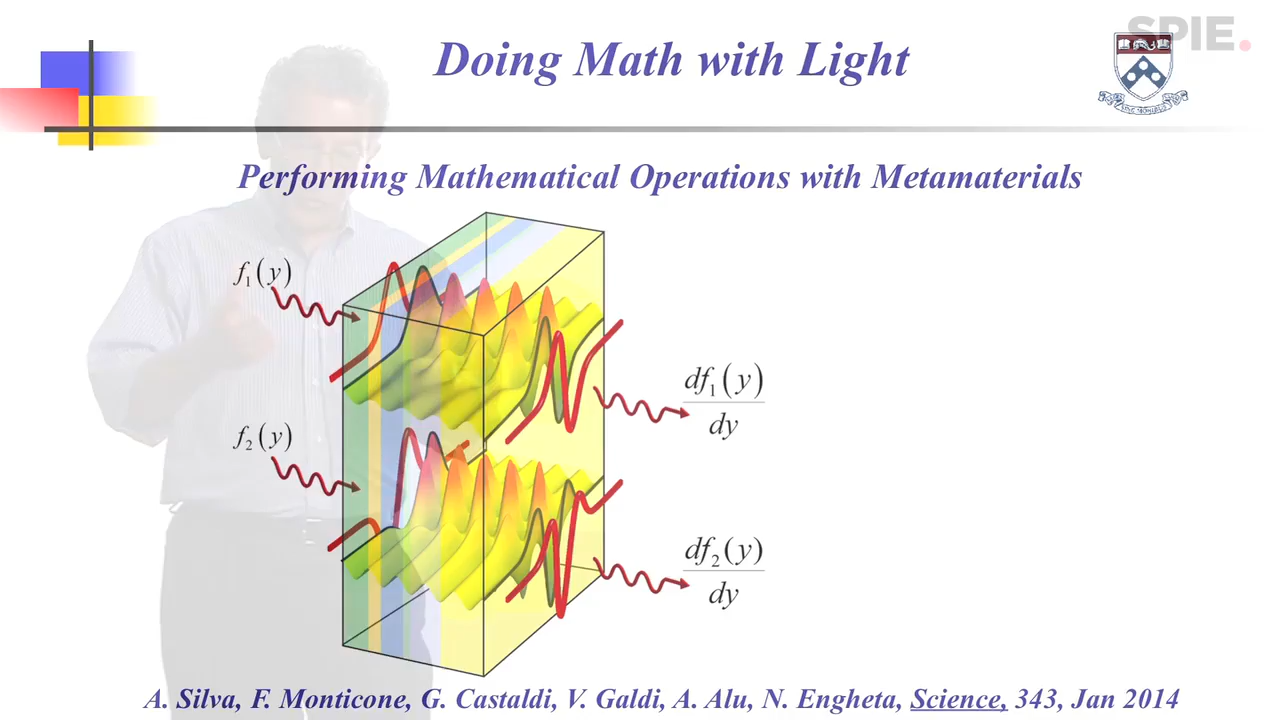 SPIE.
Doing Math with Light
Performing Mathematical Operations with Metamaterials
f₁(y)
df₁(y)
dy
f₂(y)
df₂(y)
dy
A. Silva, F. Monticone, G. Castaldi, V. Galdi, A. Alu, N. Engheta, Science, 343, Jan 2014